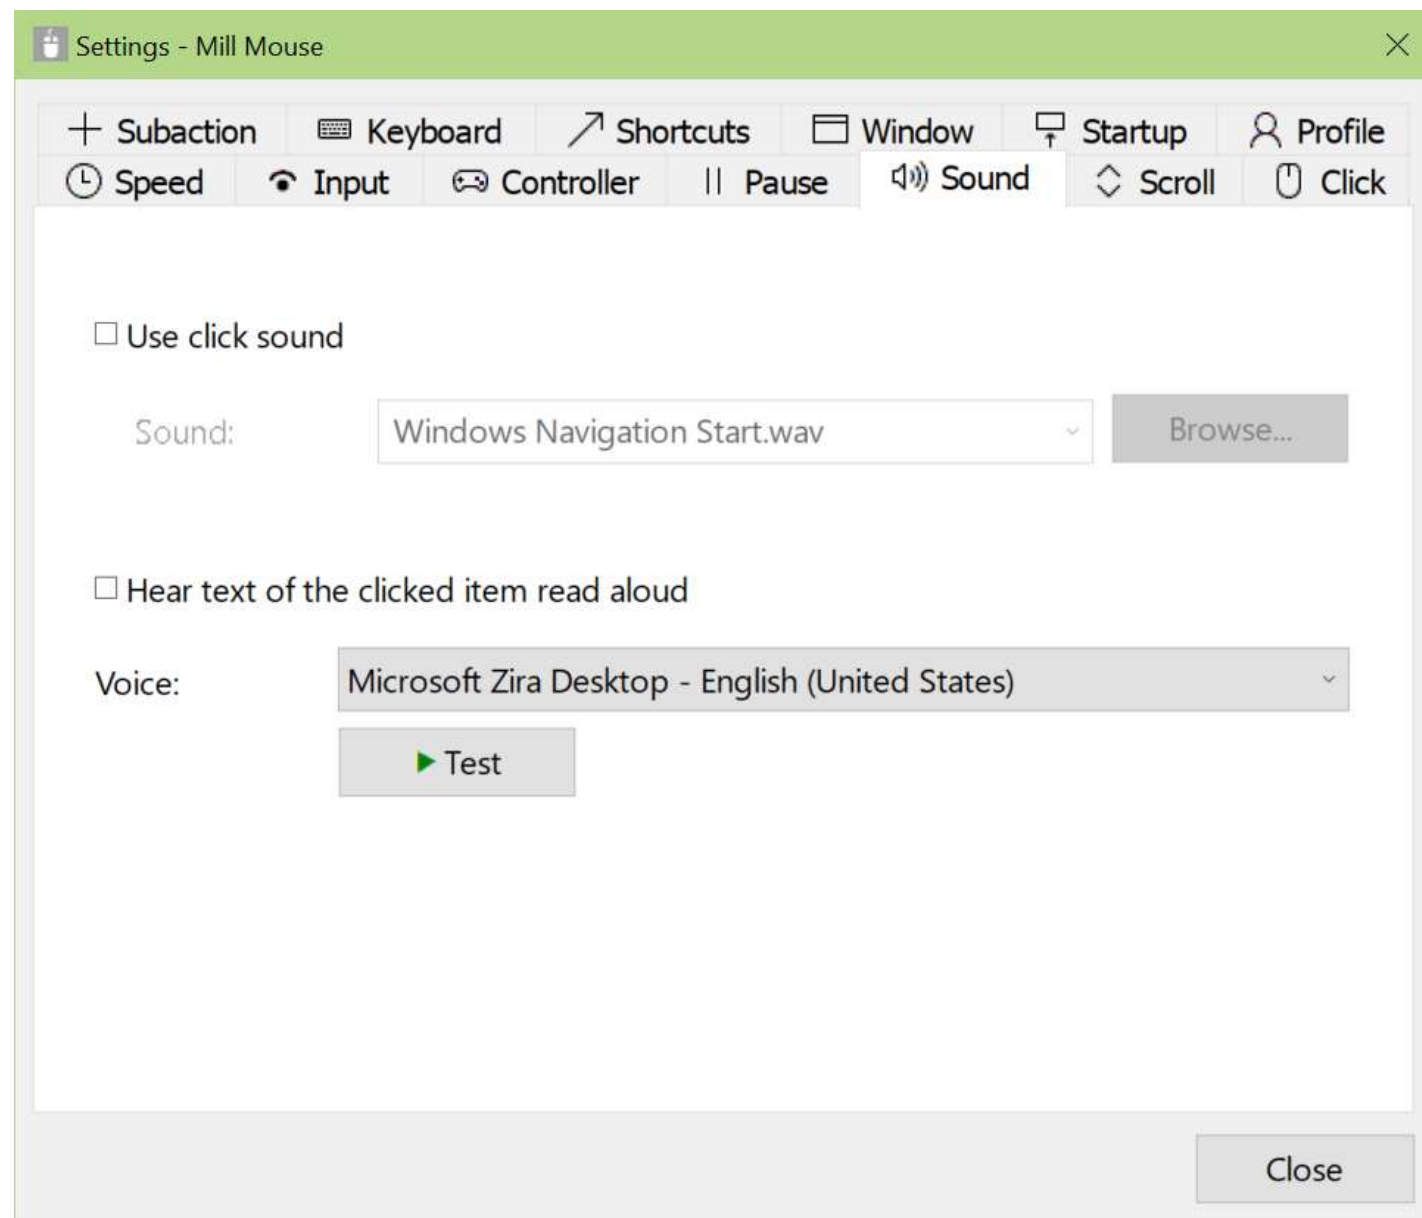 Settings - Mill Mouse
Subaction Keyboard Shortcuts Window Startup Profile
Speed Input Controller Pause Sound Scroll Click
Use click sound
Sound: Windows Navigation Start.wav Browse...
Hear text of the clicked item read aloud
Voice: Microsoft Zira Desktop - English (United States)
Test
Close